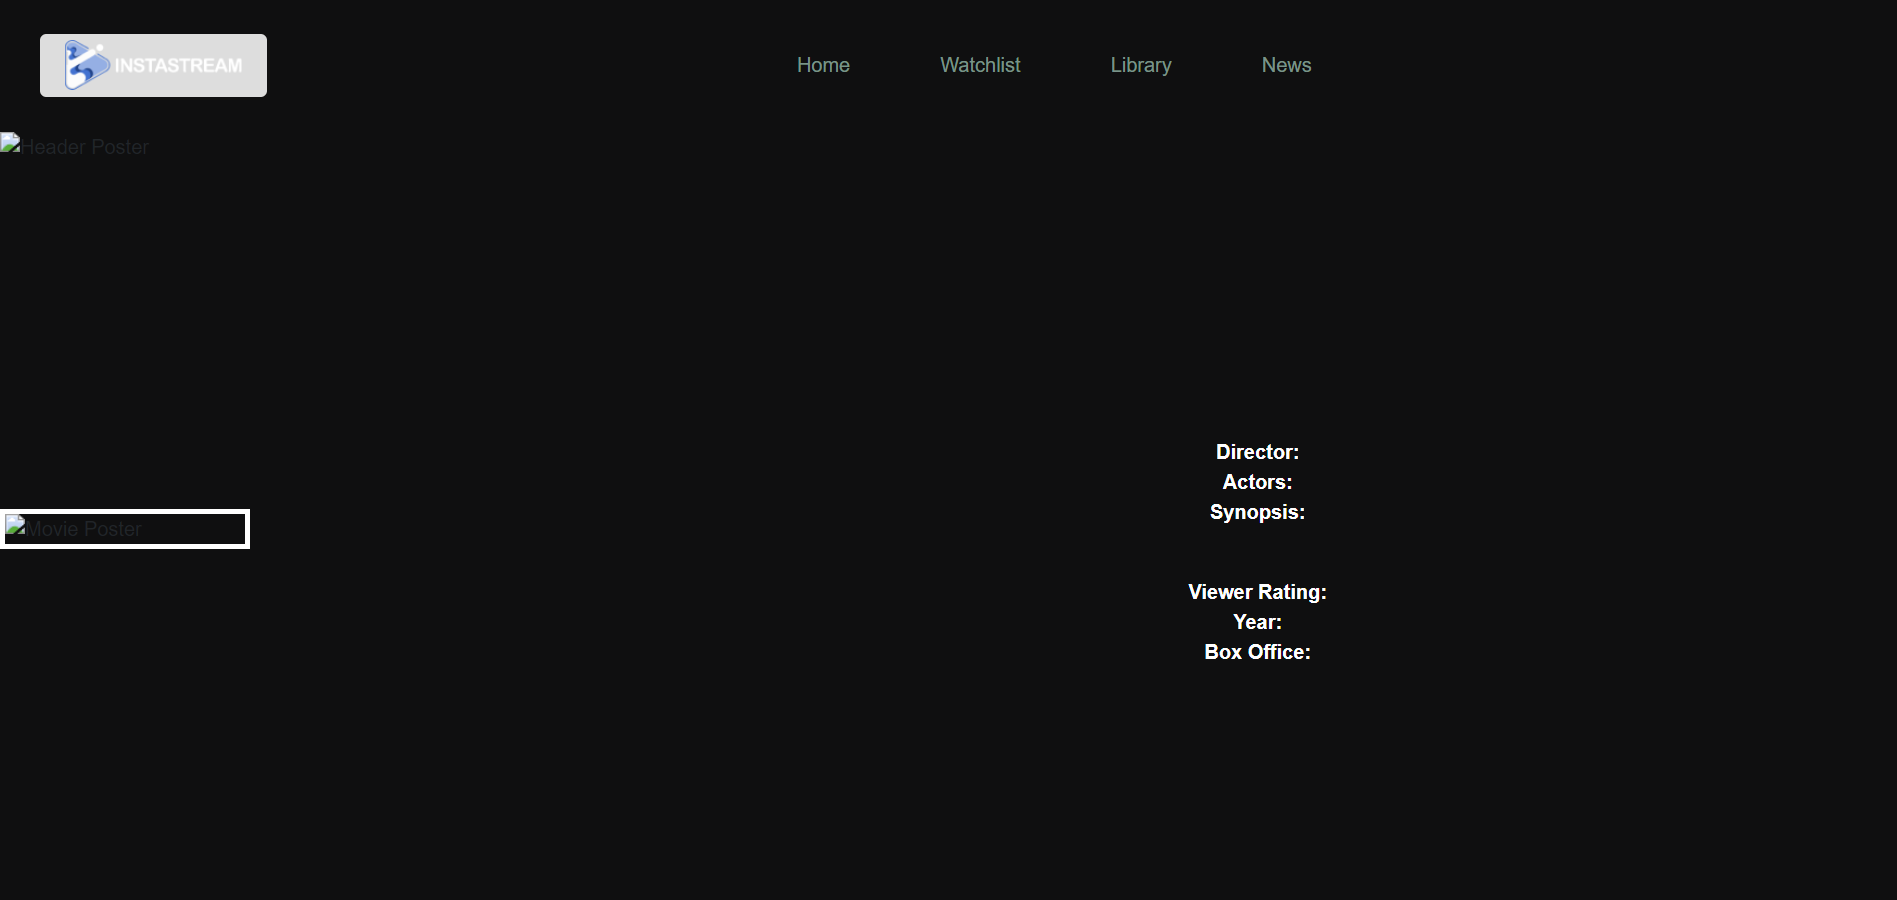 INSTASTREAM
Home Watchlist Library News
Header Poster
Director:
Actors:
Synopsis:
Movie Poster
Viewer Rating:
Year:
Box Office: